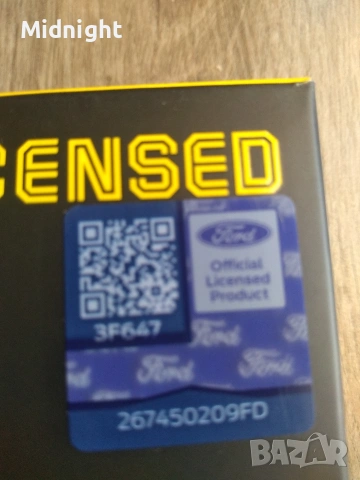 Midnight
CENSED
Ford
Official
Licensed
Product
3F647
Ford Ford Ford
267450209FD
BAZAR